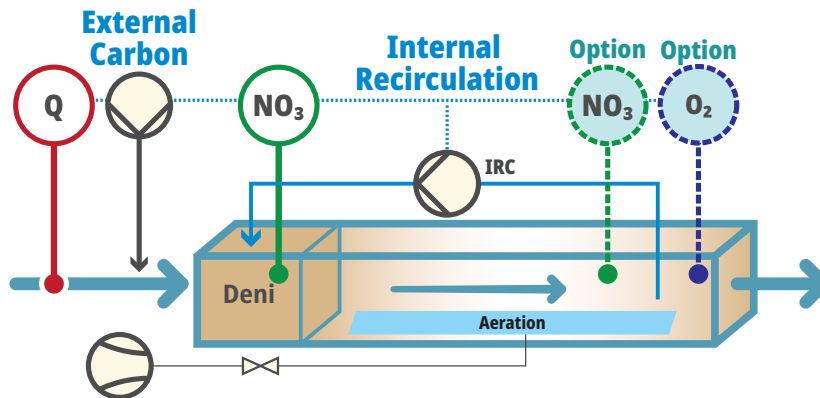 External
Carbon
Internal
Recirculation
Option
Option
Q
NO₃
NO₃
O₂
IRC
Deni
Aeration